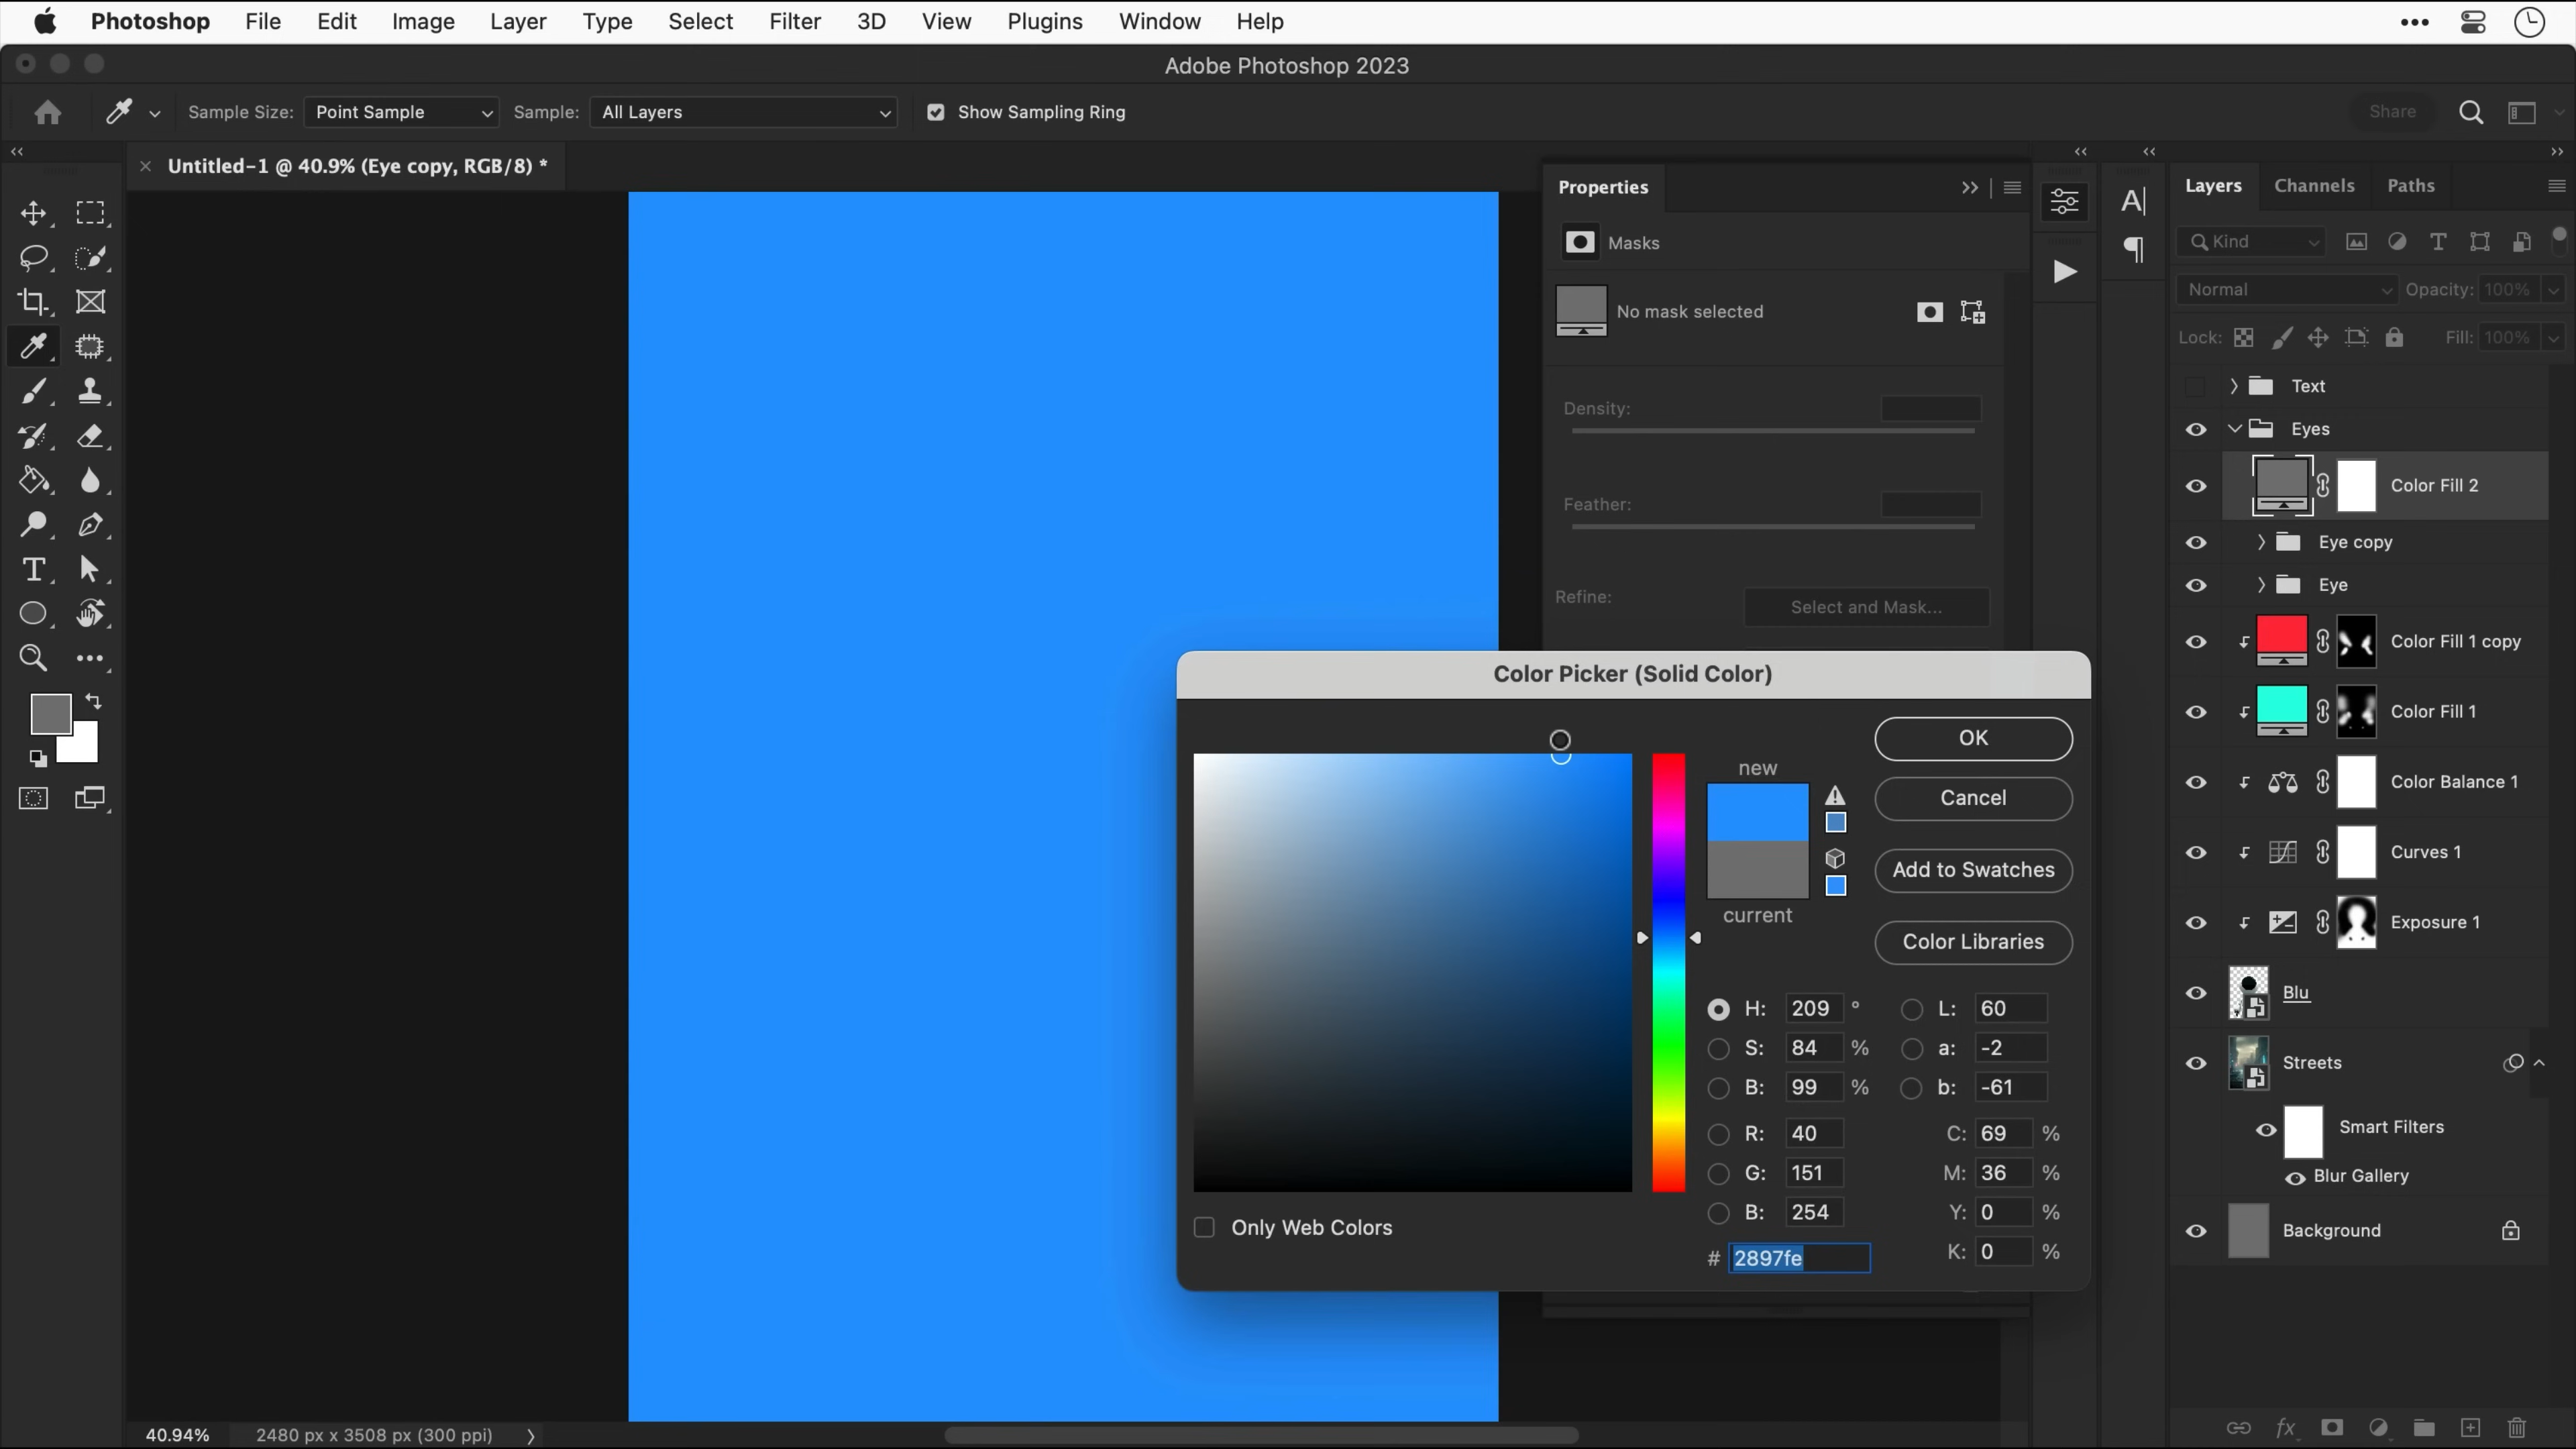 Photoshop File Edit Image Layer Type Select Filter 3D View Plugins Window Help
Adobe Photoshop 2023
Sample Size: Point Sample Sample: All Layers Show Sampling Ring Share
Untitled-1 @ 40.9% (Eye copy, RGB/8) *
Properties
Masks
No mask selected
Density:
Feather:
Refine: Select and Mask...
Layers Channels Paths
Kind
Normal Opacity: 100%
Lock: Fill: 100%
Text
Eyes
Color Fill 2
Eye copy
Eye
Color Fill 1 copy
Color Fill 1
Color Balance 1
Curves 1
Exposure 1
Blu
Streets
Smart Filters
Blur Gallery
Background
Color Picker (Solid Color)
new
current
OK
Cancel
Add to Swatches
Color Libraries
H: 209 ° L: 60
S: 84 % a: -2
B: 99 % b: -61
R: 40 C: 69 %
G: 151 M: 36 %
B: 254 Y: 0 %
# 2897fe K: 0 %
Only Web Colors
40.94% 2480 px x 3508 px (300 ppi)